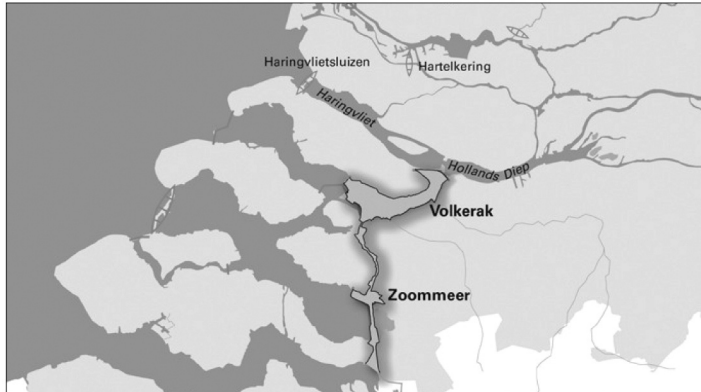 Haringvlietsluizen
Hartelkering
Haringvliet
Hollands Diep
Volkerak
Zoommeer